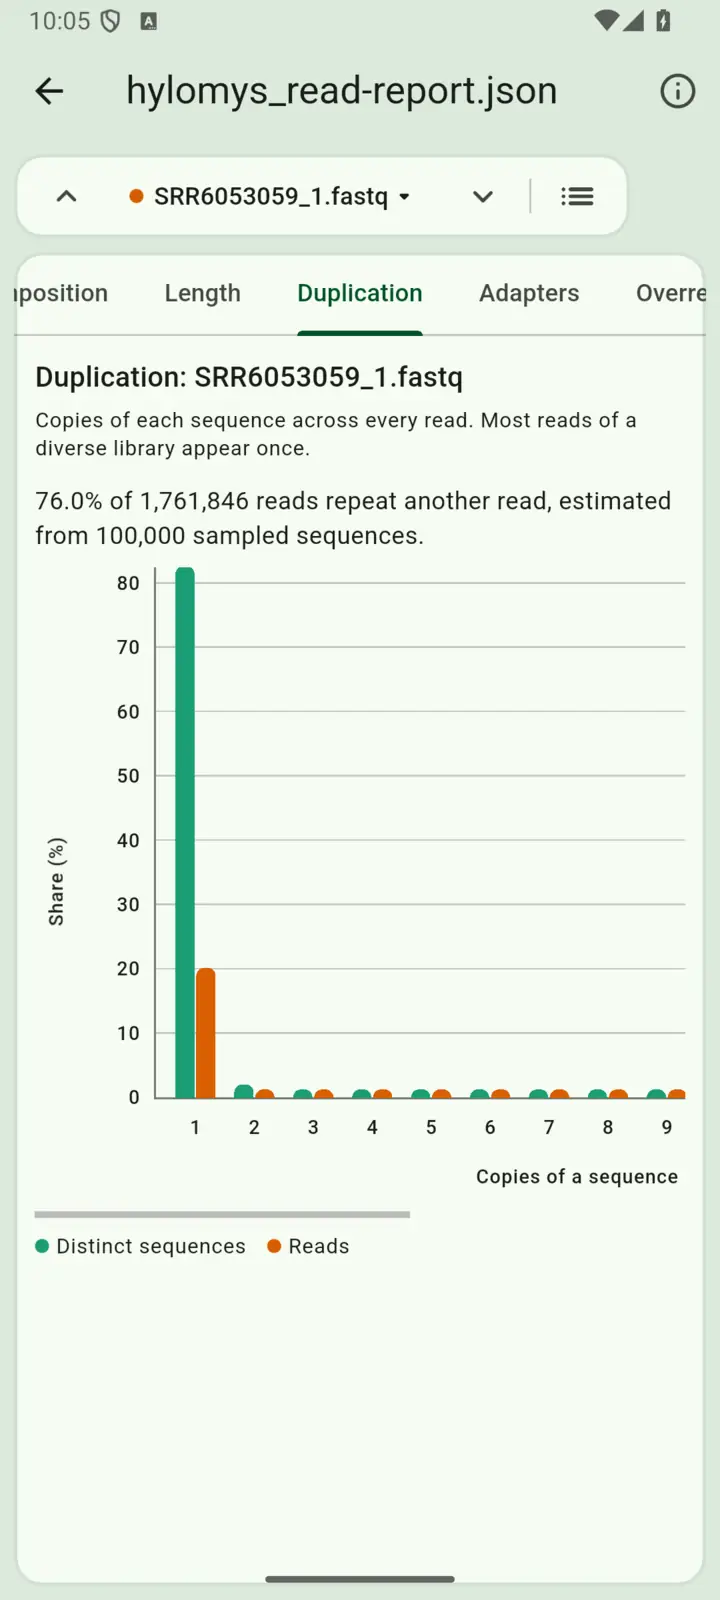 10:05
hylomys_read-report.json
SRR6053059_1.fastq
nposition Length Duplication Adapters Overre
Duplication: SRR6053059_1.fastq
Copies of each sequence across every read. Most reads of a
diverse library appear once.
76.0% of 1,761,846 reads repeat another read, estimated
from 100,000 sampled sequences.
80
70
60
50
40
30
20
10
0
Share (%)
1 2 3 4 5 6 7 8 9
Copies of a sequence
Distinct sequences Reads